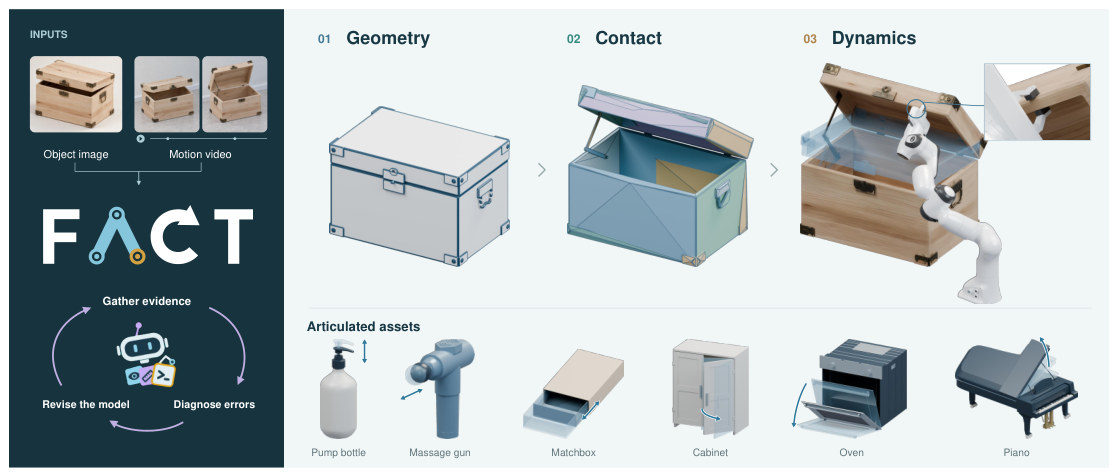 INPUTS
Object image
Motion video
FACT
Gather evidence
Revise the model
Diagnose errors
01 Geometry
02 Contact
03 Dynamics
Articulated assets
Pump bottle
Massage gun
Matchbox
Cabinet
Oven
Piano